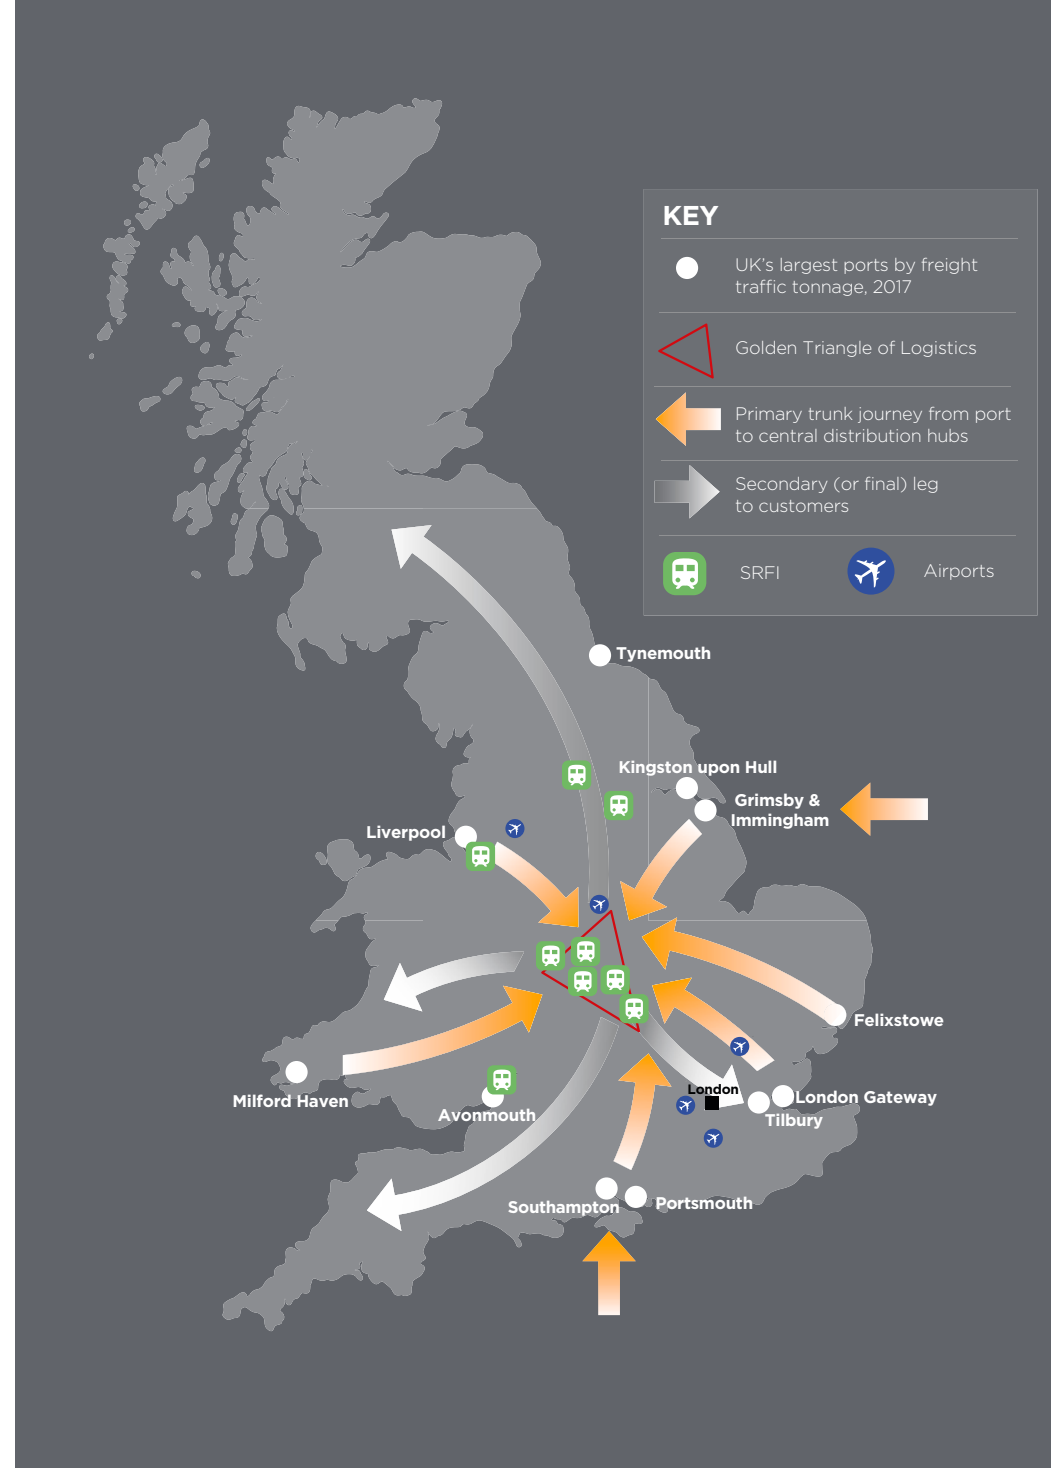 KEY
UK's largest ports by freight
traffic tonnage, 2017
Golden Triangle of Logistics
Primary trunk journey from port
to central distribution hubs
Secondary (or final) leg
to customers
SRFI
Airports
Tynemouth
Kingston upon Hull
Grimsby &
Immingham
Liverpool
Felixstowe
London
Milford Haven
Avonmouth
London Gateway
Tilbury
Southampton
Portsmouth